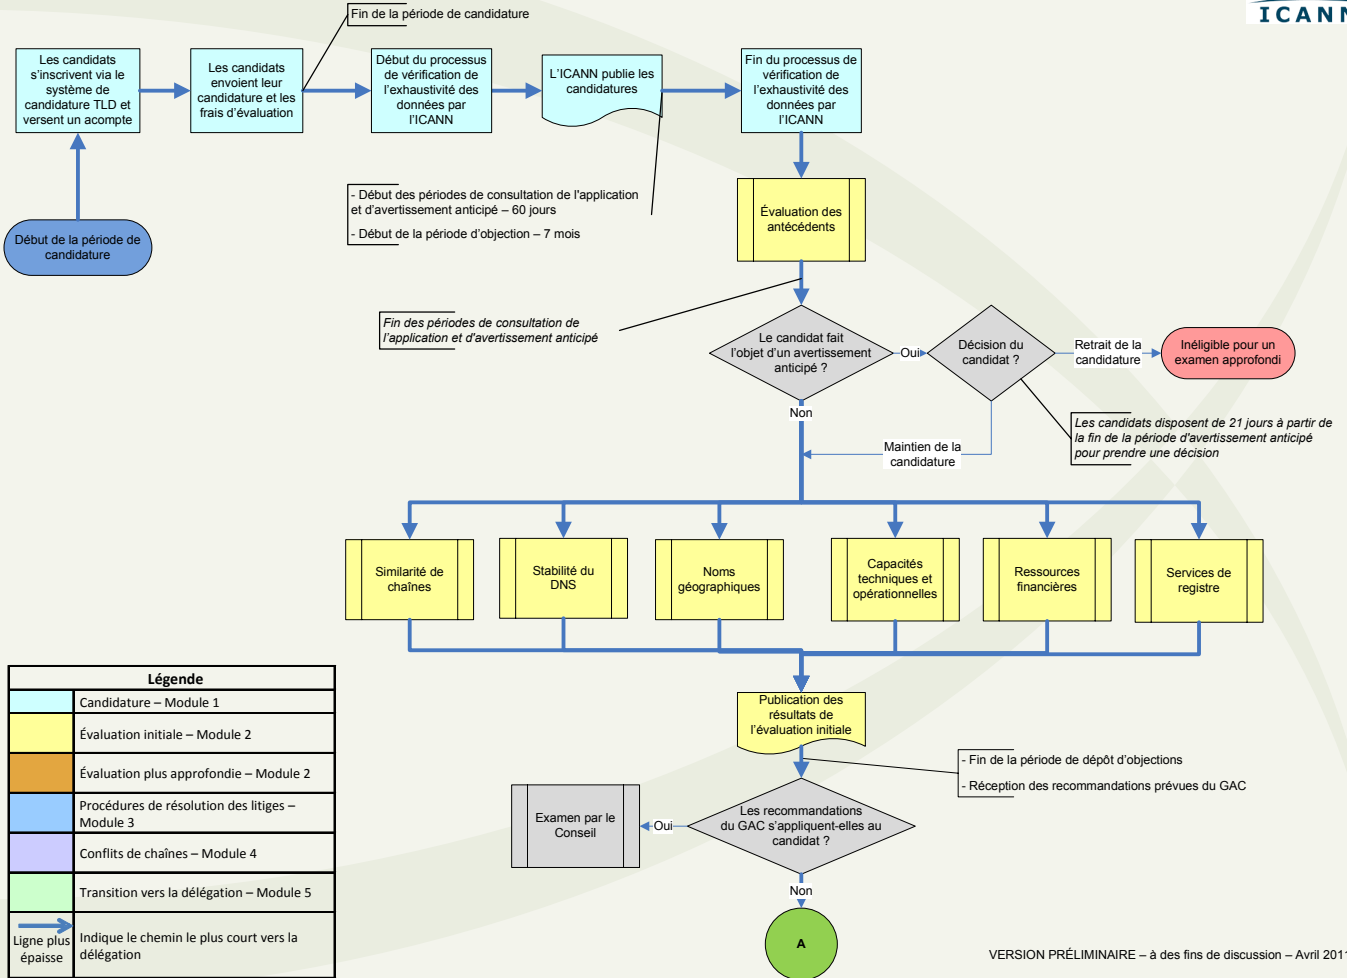 ICANN
Fin de la période de candidature
Les candidats
s'inscrivent via le
système de
candidature TLD et
versent un acompte
Les candidats
envoient leur
candidature et les
frais d'évaluation
Début du processus
de vérification de
l'exhaustivité des
données par
l'ICANN
L'ICANN publie les
candidatures
Fin du processus de
vérification de
l'exhaustivité des
données par
l'ICANN
- Début des périodes de consultation de l'application
et d'avertissement anticipé – 60 jours
- Début de la période d'objection – 7 mois
Début de la période de
candidature
Évaluation des
antécédents
Fin des périodes de consultation de
l'application et d'avertissement anticipé
Le candidat fait
l'objet d'un avertissement
anticipé ?
Oui
Décision du
candidat ?
Retrait de la
candidature
Inéligible pour un
examen approfondi
Non
Maintien de la
candidature
Les candidats disposent de 21 jours à partir de
la fin de la période d'avertissement anticipé
pour prendre une décision
Similarité de
chaînes
Stabilité du
DNS
Noms
géographiques
Capacités
techniques et
opérationnelles
Ressources
financières
Services de
registre
Publication des
résultats de
l'évaluation initiale
- Fin de la période de dépôt d'objections
- Réception des recommandations prévues du GAC
Les recommandations
du GAC s'appliquent-elles au
candidat ?
Oui
Examen par le
Conseil
Non
A
Légende
Candidature – Module 1
Évaluation initiale – Module 2
Évaluation plus approfondie – Module 2
Procédures de résolution des litiges –
Module 3
Conflits de chaînes – Module 4
Transition vers la délégation – Module 5
Ligne plus
épaisse
Indique le chemin le plus court vers la
délégation
VERSION PRÉLIMINAIRE – à des fins de discussion – Avril 2011